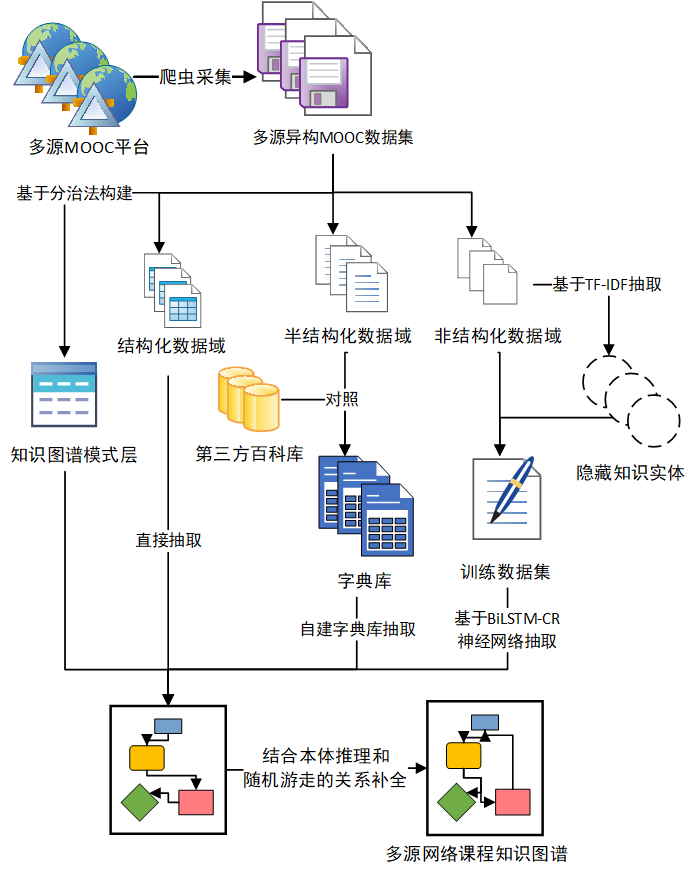 爬虫采集
多源MOOC平台
多源异构MOOC数据集
基于分治法构建
基于TF-IDF抽取
结构化数据域
半结构化数据域
非结构化数据域
对照
知识图谱模式层
第三方百科库
隐藏知识实体
直接抽取
字典库
训练数据集
自建字典库抽取
基于BiLSTM-CR
神经网络抽取
结合本体推理和
随机游走的关系补全
多源网络课程知识图谱